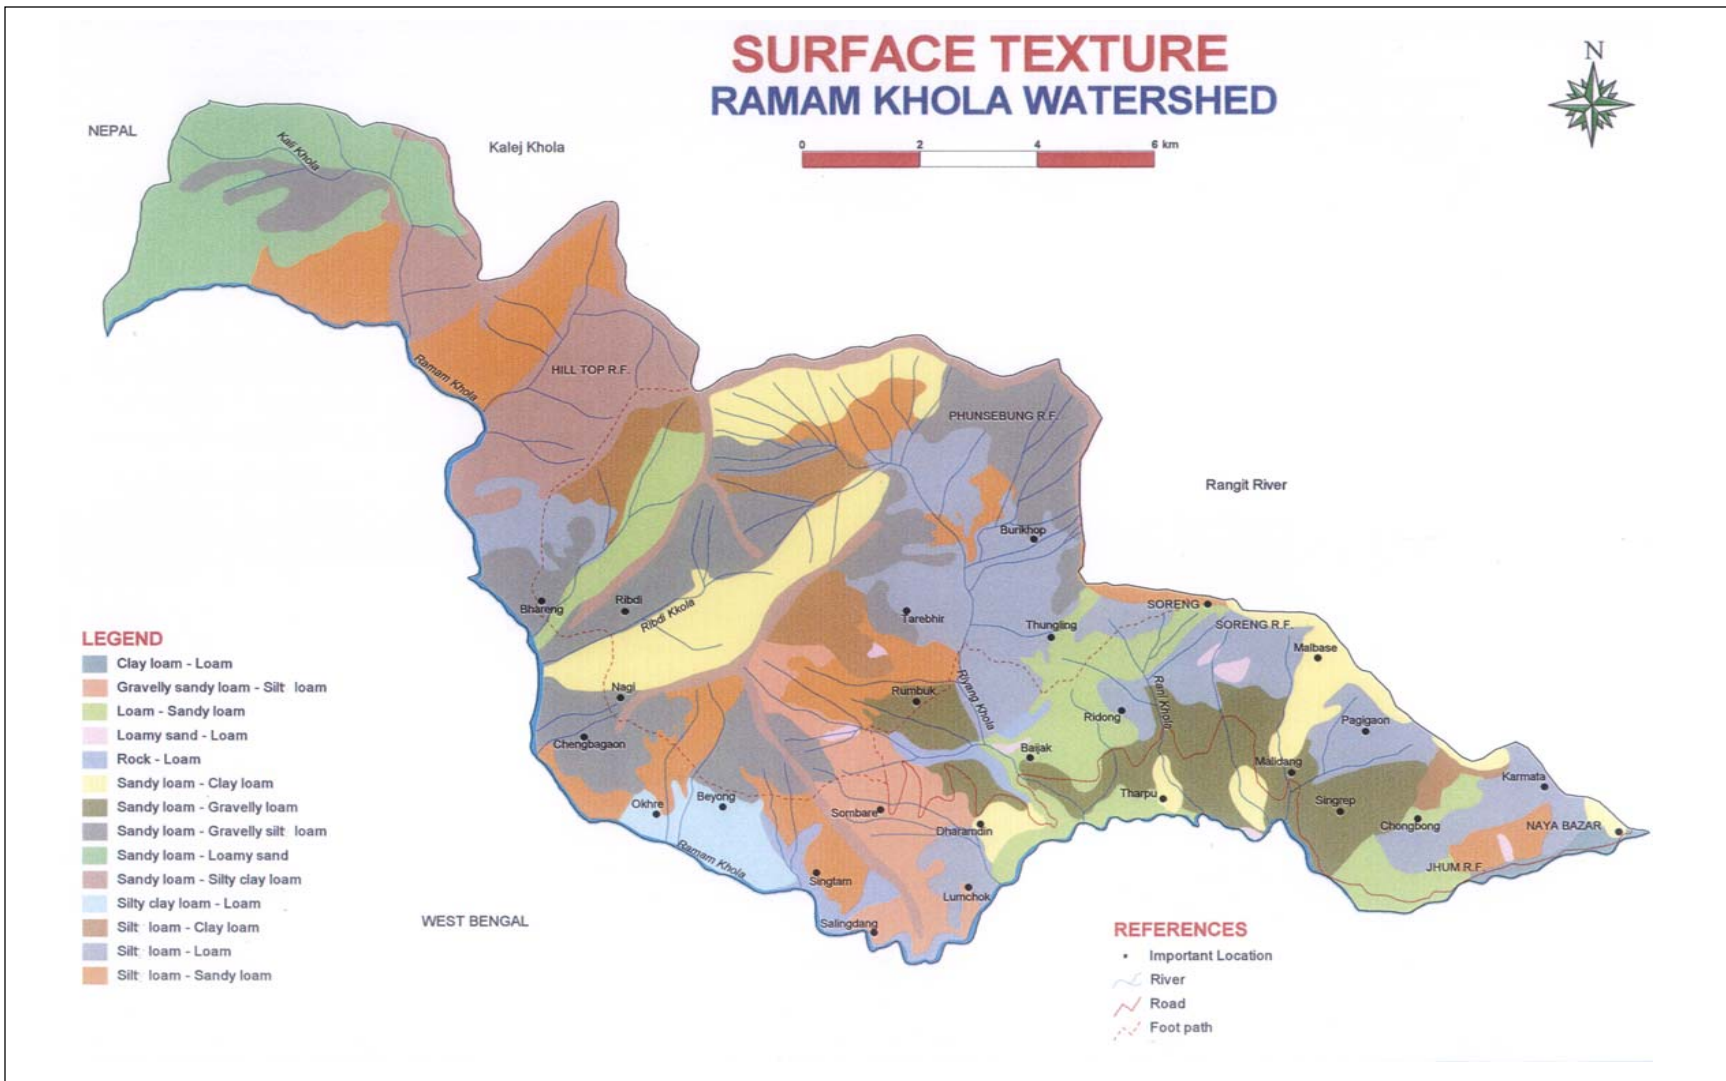 SURFACE TEXTURE
RAMAM KHOLA WATERSHED
N
0 2 4 6 km
NEPAL
Kalej Khola
Kali Khola
Ramam Khola
HILL TOP R.F.
PHUNSEBUNG R.F.
Rangit River
Burikhop
Bhareng
Ribdi
Ribdi Kkola
Tarebhir
Thungling
SORENG
SORENG R.F.
Malbase
Nagi
Rumbuk
Riyang Khola
Rani Khola
Ridong
Pagigaon
Chengbagaon
Baijak
Malidang
Karmata
Okhre
Beyong
Tharpu
Singrep
Sombare
Dharamdin
Chongbong
NAYA BAZAR
Ramam Khola
JHUM R.F.
Singtam
Lumchok
Salingdang
WEST BENGAL
LEGEND
Clay loam - Loam
Gravelly sandy loam - Silt loam
Loam - Sandy loam
Loamy sand - Loam
Rock - Loam
Sandy loam - Clay loam
Sandy loam - Gravelly loam
Sandy loam - Gravelly silt loam
Sandy loam - Loamy sand
Sandy loam - Silty clay loam
Silty clay loam - Loam
Silt loam - Clay loam
Silt loam - Loam
Silt loam - Sandy loam
REFERENCES
Important Location
River
Road
Foot path